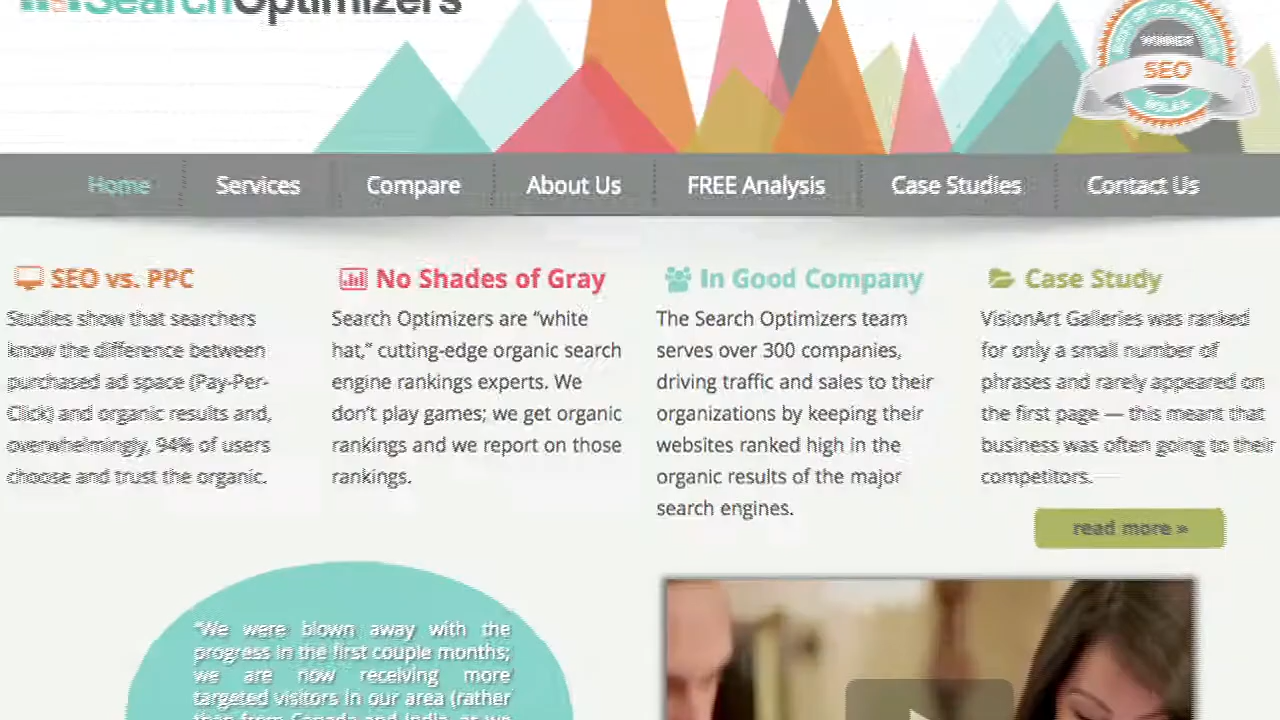 SearchOptimizers
WINNER
SEO
Home
Services
Compare
About Us
FREE Analysis
Case Studies
Contact Us
SEO vs. PPC
Studies show that searchers
know the difference between
purchased ad space (Pay-Per-
Click) and organic results and,
overwhelmingly, 94% of users
choose and trust the organic.
No Shades of Gray
Search Optimizers are “white
hat,” cutting-edge organic search
engine rankings experts. We
don’t play games; we get organic
rankings and we report on those
rankings.
In Good Company
The Search Optimizers team
serves over 300 companies,
driving traffic and sales to their
organizations by keeping their
websites ranked high in the
organic results of the major
search engines.
Case Study
VisionArt Galleries was ranked
for only a small number of
phrases and rarely appeared on
the first page — this meant that
business was often going to their
competitors.
read more »
“We were blown away with the
progress in the first couple months;
we are now receiving more
targeted visitors in our area (rather
than from Canada and India, as we